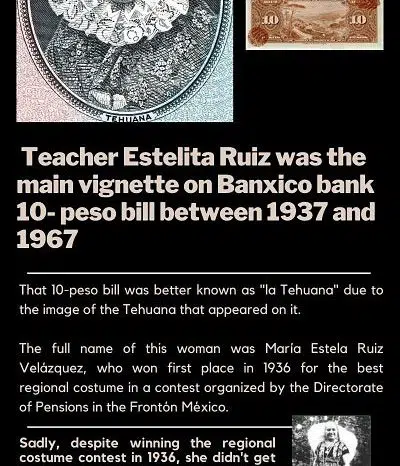 TEHUANA
10 10
Teacher Estelita Ruiz was the
main vignette on Banxico bank
10- peso bill between 1937 and
1967
That 10-peso bill was better known as "la Tehuana" due to
the image of the Tehuana that appeared on it.
The full name of this woman was María Estela Ruiz
Velázquez, who won first place in 1936 for the best
regional costume in a contest organized by the Directorate
of Pensions in the Frontón México.
Sadly, despite winning the regional
costume contest in 1936, she didn't get